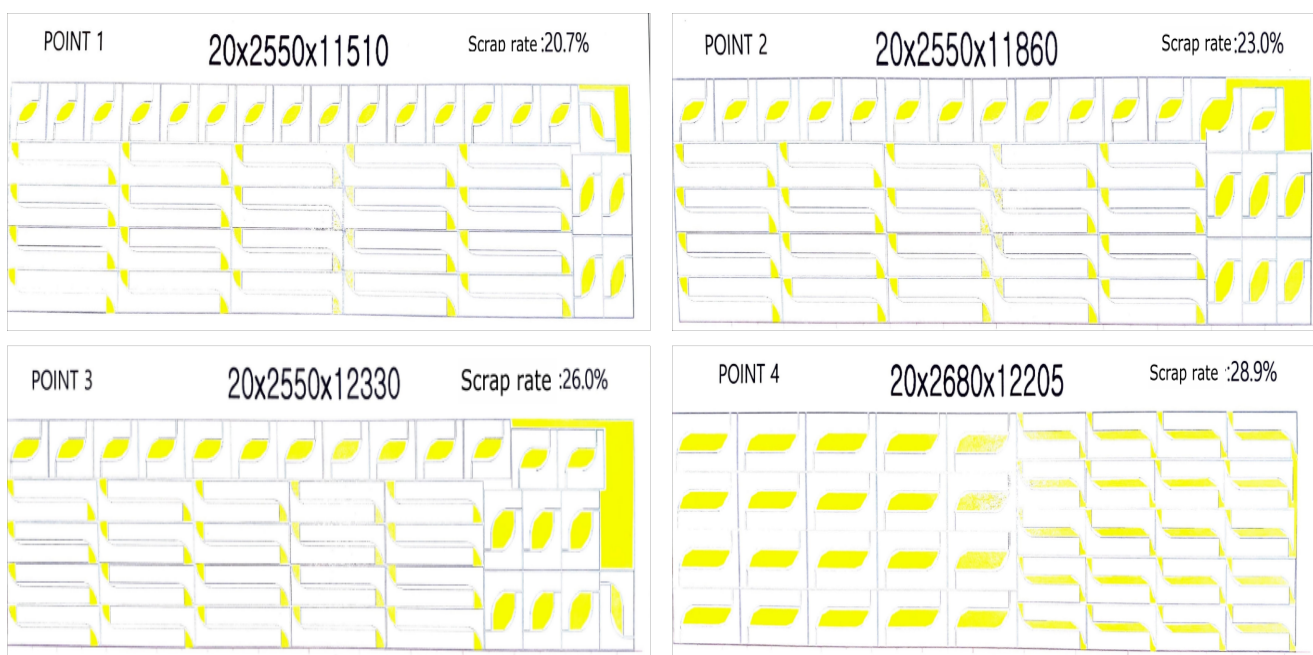 POINT 1
20x2550x11510
Scrap rate :20.7%
POINT 2
20x2550x11860
Scrap rate:23.0%
POINT 3
20x2550x12330
Scrap rate :26.0%
POINT 4
20x2680x12205
Scrap rate :28.9%